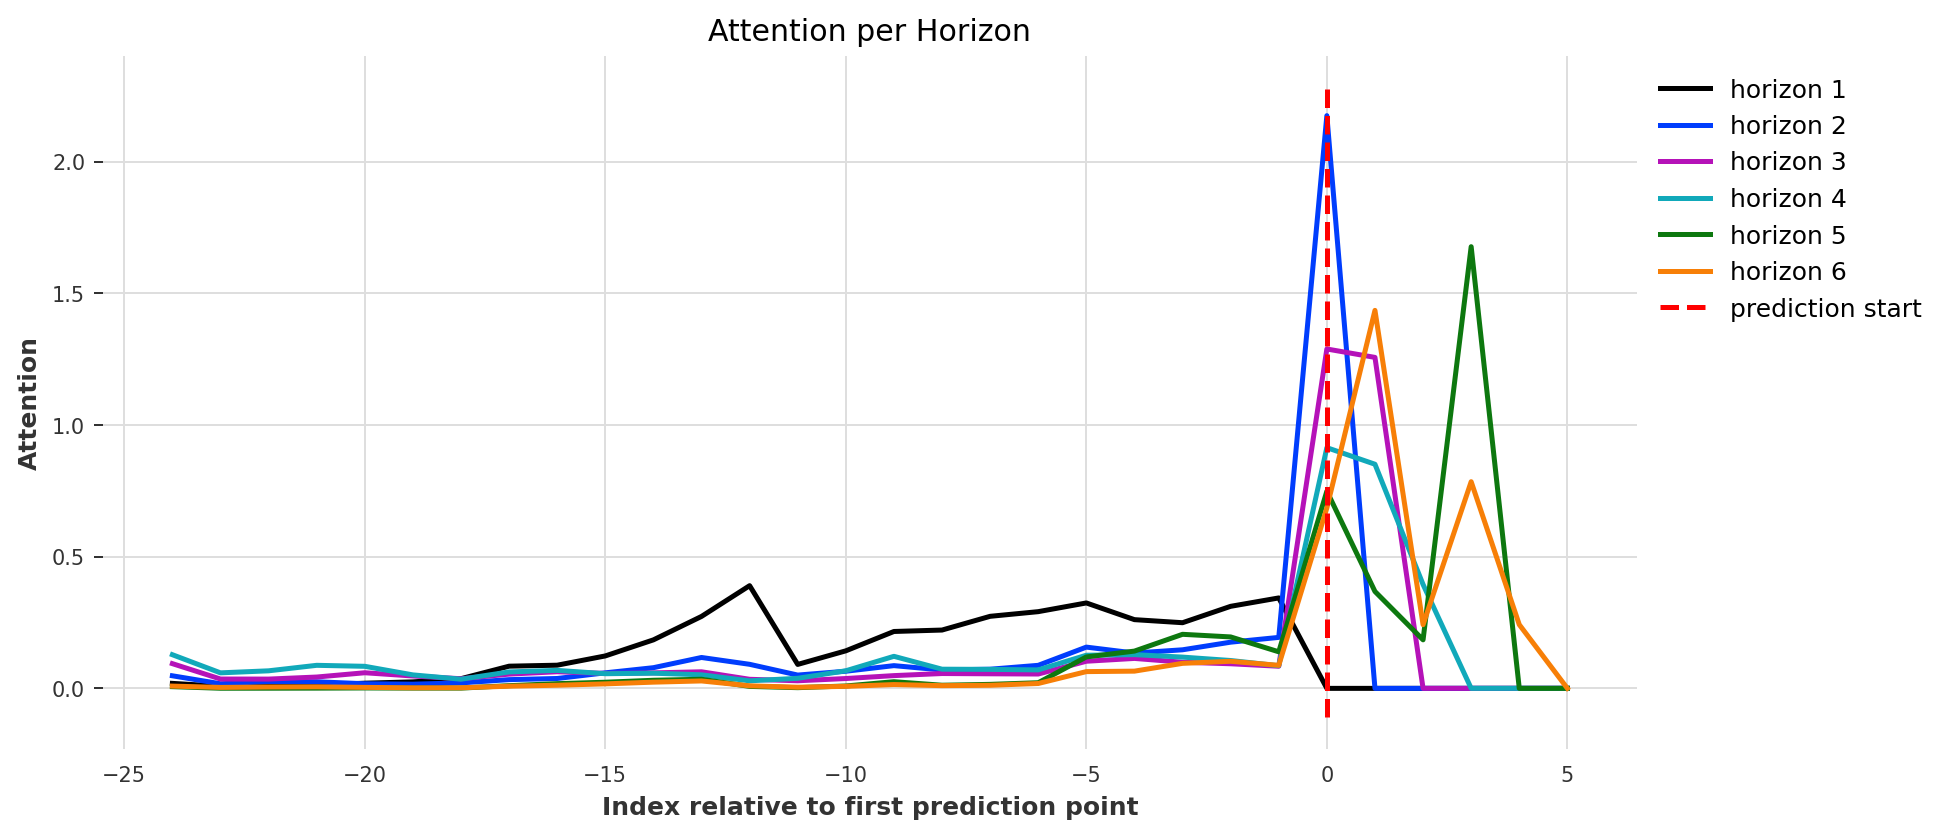 Attention per Horizon
horizon 1
horizon 2
horizon 3
horizon 4
horizon 5
horizon 6
prediction start
Attention
2.0
1.5
1.0
0.5
0.0
−25
−20
−15
−10
−5
0
5
Index relative to first prediction point